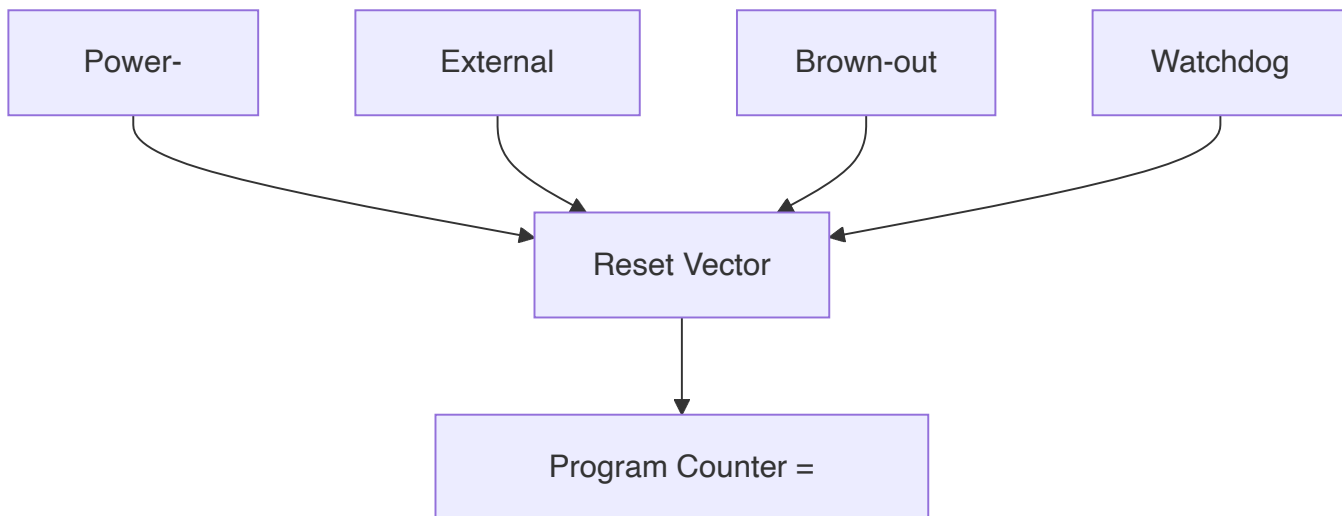 Power-
External
Brown-out
Watchdog
Reset Vector
Program Counter =